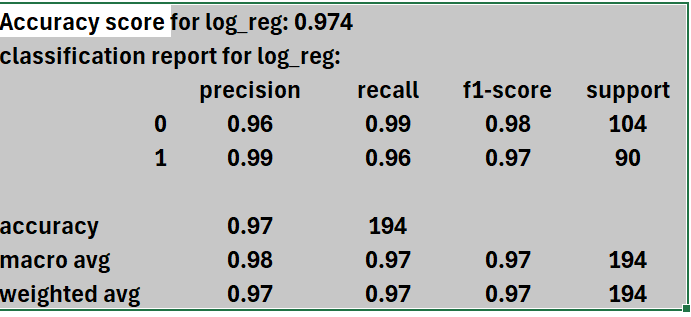 Accuracy score for log_reg: 0.974
classification report for log_reg:
precision recall f1-score support
0 0.96 0.99 0.98 104
1 0.99 0.96 0.97 90
accuracy 0.97 194
macro avg 0.98 0.97 0.97 194
weighted avg 0.97 0.97 0.97 194